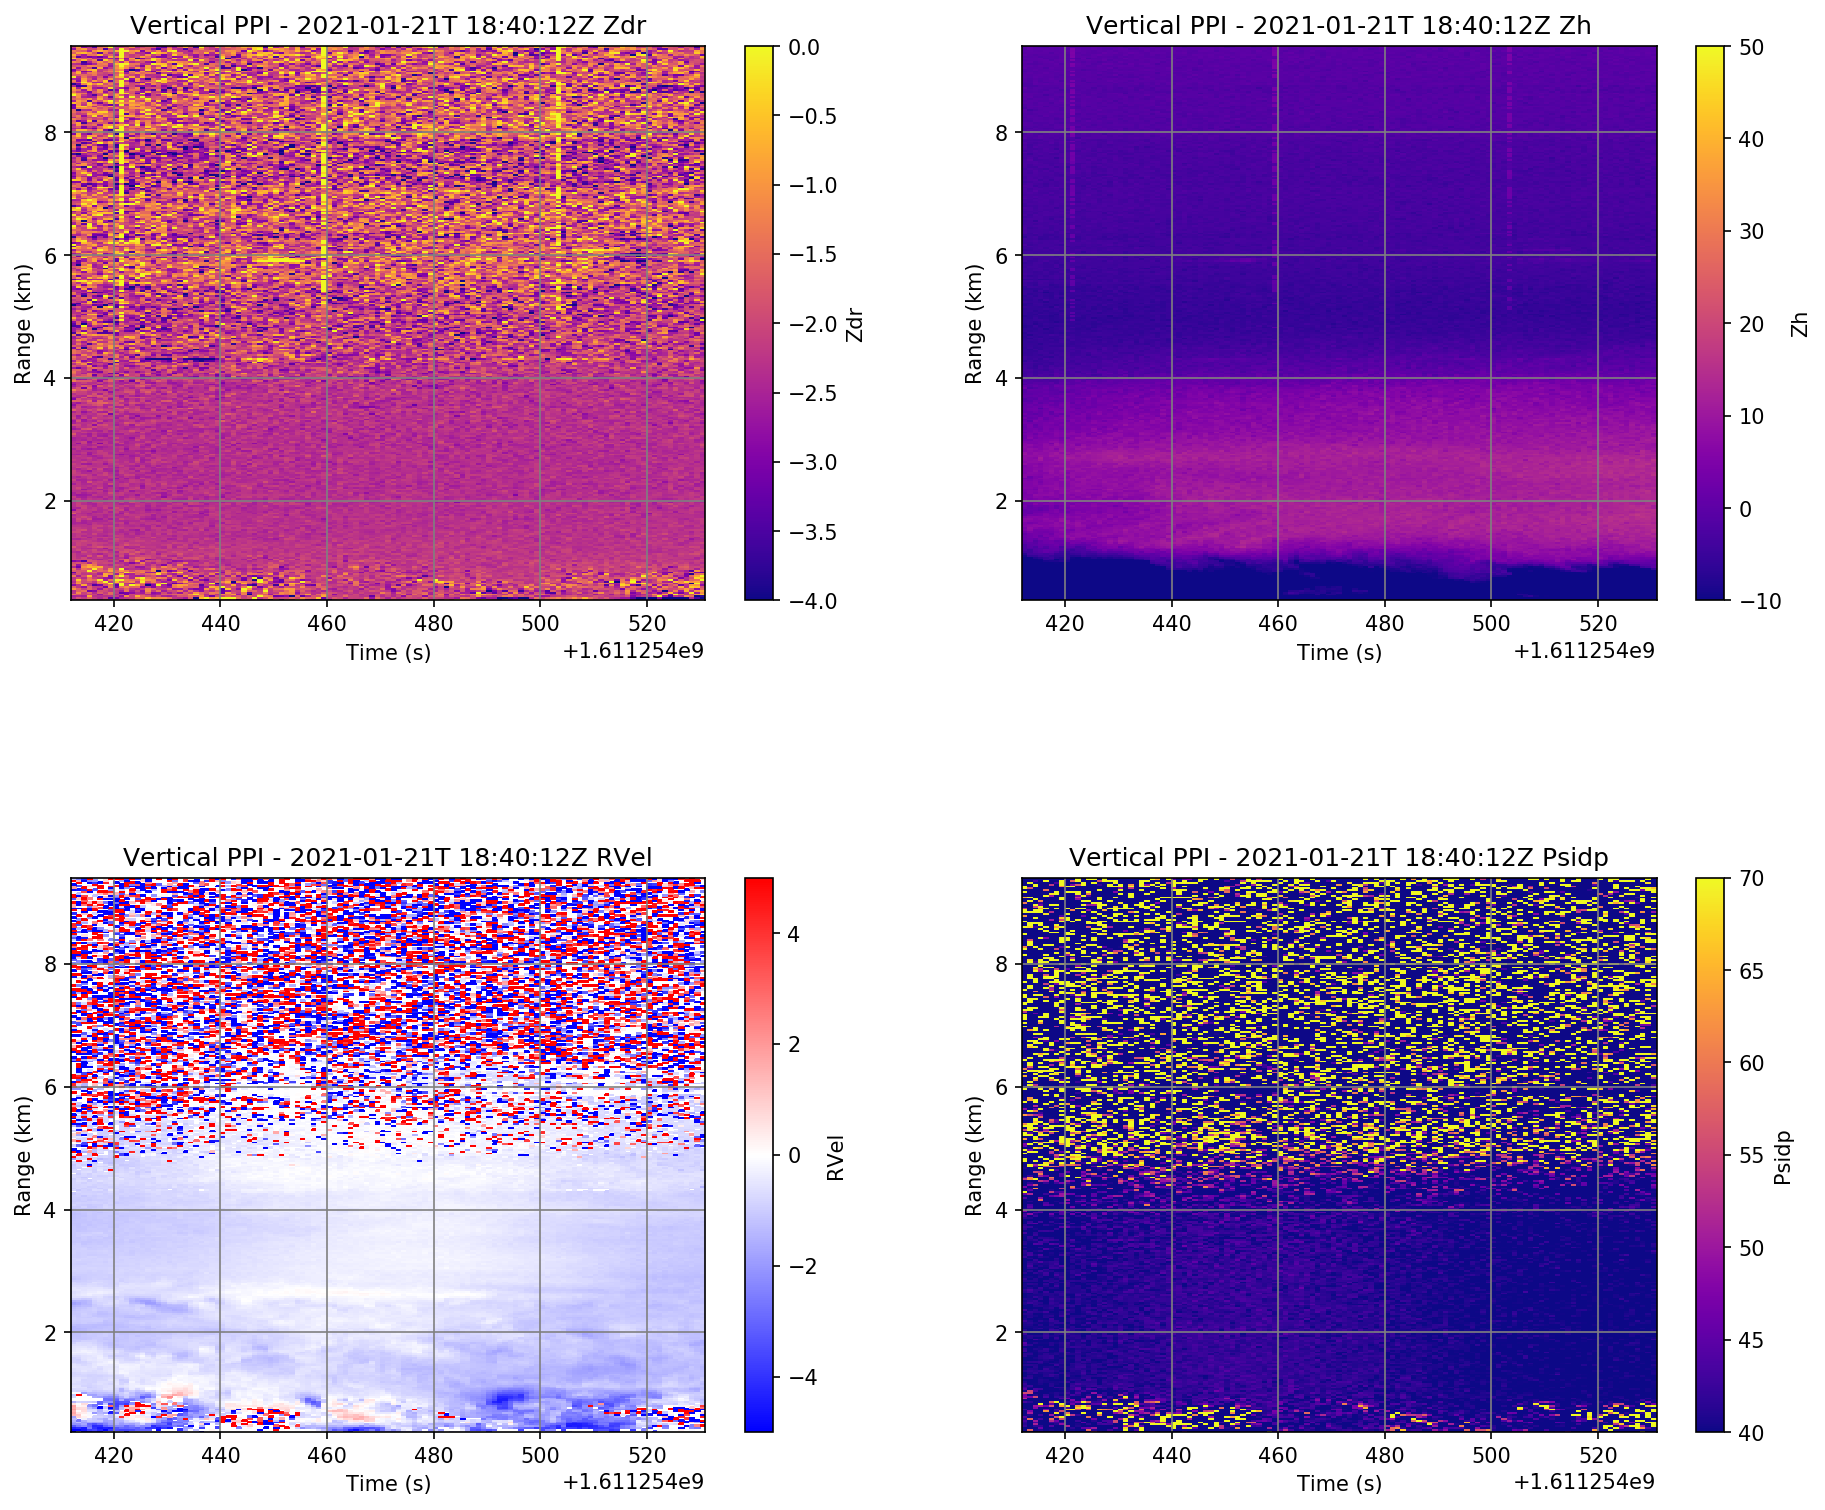 Vertical PPI - 2021-01-21T 18:40:12Z Zdr
Range (km)
8
6
4
2
420 440 460 480 500 520
Time (s)
+1.611254e9
0.0
−0.5
−1.0
−1.5
−2.0
−2.5
−3.0
−3.5
−4.0
Zdr
Vertical PPI - 2021-01-21T 18:40:12Z Zh
Range (km)
8
6
4
2
420 440 460 480 500 520
Time (s)
+1.611254e9
50
40
30
20
10
0
−10
Zh
Vertical PPI - 2021-01-21T 18:40:12Z RVel
Range (km)
8
6
4
2
420 440 460 480 500 520
Time (s)
+1.611254e9
4
2
0
−2
−4
RVel
Vertical PPI - 2021-01-21T 18:40:12Z Psidp
Range (km)
8
6
4
2
420 440 460 480 500 520
Time (s)
+1.611254e9
70
65
60
55
50
45
40
Psidp